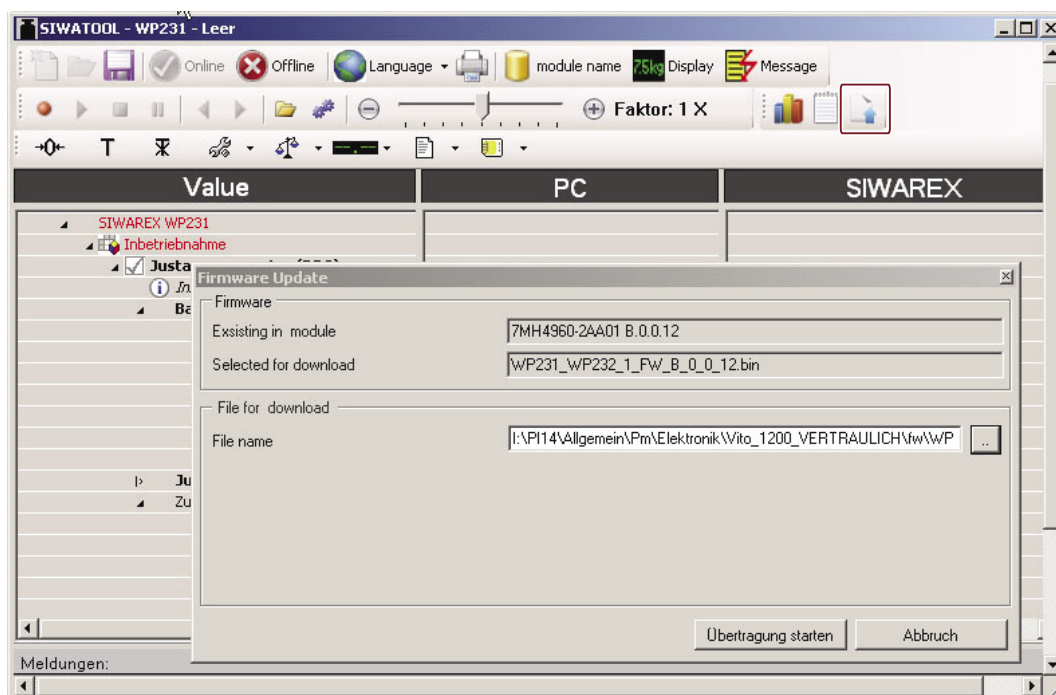 SIWATOOL - WP231 - Leer
Online Offline Language module name 7.5kg Display Message
Faktor: 1 X
T T
Value PC SIWAREX
SIWAREX WP231
Inbetriebnahme
Justa
In
Ba
Ju
Zu
Firmware Update
Firmware
Exsisting in module 7MH4960-2AA01 B.0.0.12
Selected for download WP231_WP232_1_FW_B_0_0_12.bin
File for download
File name I:\PI14\Allgemein\Pm\Elektronik\Vito_1200_VERTRAULICH\fw\WP ..
Übertragung starten Abbruch
Meldungen: